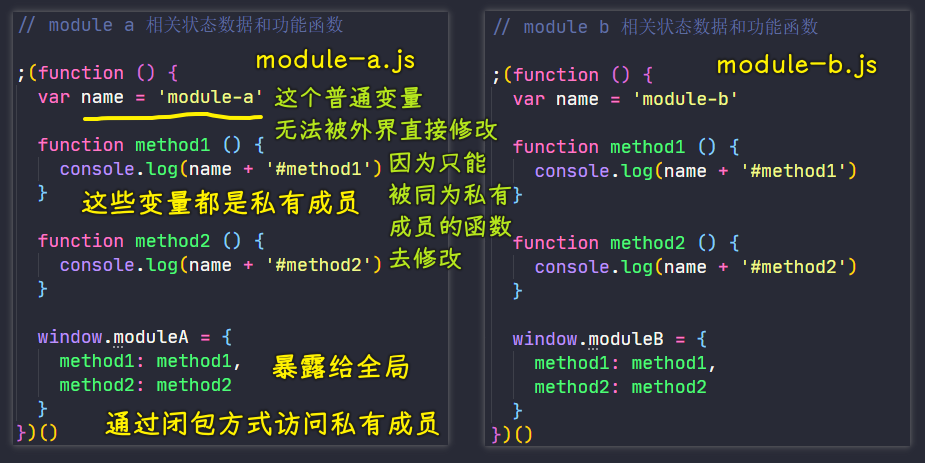 // module a 相关状态数据和功能函数
module-a.js
;(function () {
var name = 'module-a'
这个普通变量
无法被外界直接修改
function method1 () {
console.log(name + '#method1')
因为只能
}
被同为私有
这些变量都是私有成员
成员的函数
function method2 () {
去修改
console.log(name + '#method2')
}
window.moduleA = {
method1: method1,
暴露给全局
method2: method2
}
通过闭包方式访问私有成员
})()
// module b 相关状态数据和功能函数
module-b.js
;(function () {
var name = 'module-b'
function method1 () {
console.log(name + '#method1')
}
function method2 () {
console.log(name + '#method2')
}
window.moduleB = {
method1: method1,
method2: method2
}
})()